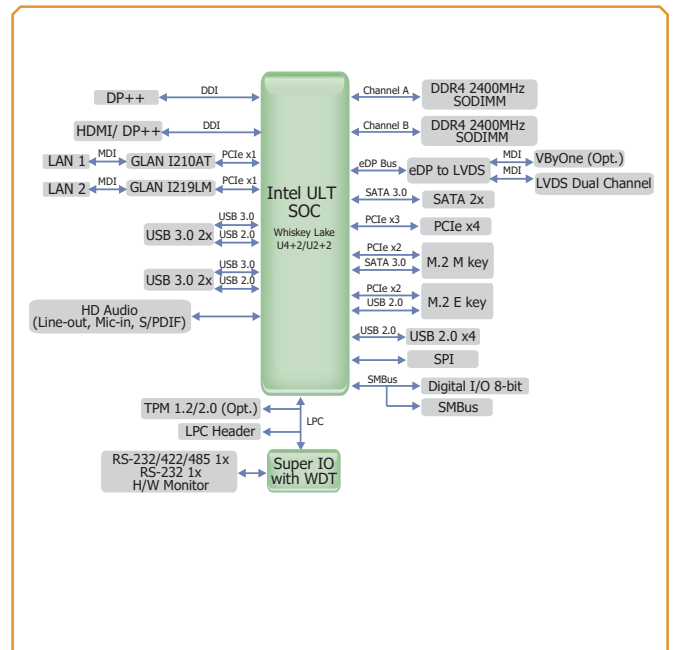 DP++
DDI
HDMI/ DP++
DDI
LAN 1
MDI
GLAN I210AT
PCIe x1
LAN 2
MDI
GLAN I219LM
PCIe x1
USB 3.0 2x
USB 3.0
USB 2.0
USB 3.0 2x
USB 3.0
USB 2.0
HD Audio
(Line-out, Mic-in, S/PDIF)
Intel ULT
SOC
Whiskey Lake
U4+2/U2+2
Channel A
DDR4 2400MHz
SODIMM
Channel B
DDR4 2400MHz
SODIMM
eDP Bus
eDP to LVDS
MDI
VByOne (Opt.)
MDI
LVDS Dual Channel
SATA 3.0
SATA 2x
PCIe x3
PCIe x4
PCIe x2
SATA 3.0
M.2 M key
PCIe x2
USB 2.0
M.2 E key
USB 2.0
USB 2.0 x4
SPI
SMBus
Digital I/O 8-bit
SMBus
TPM 1.2/2.0 (Opt.)
LPC
LPC Header
RS-232/422/485 1x
RS-232 1x
H/W Monitor
Super IO
with WDT